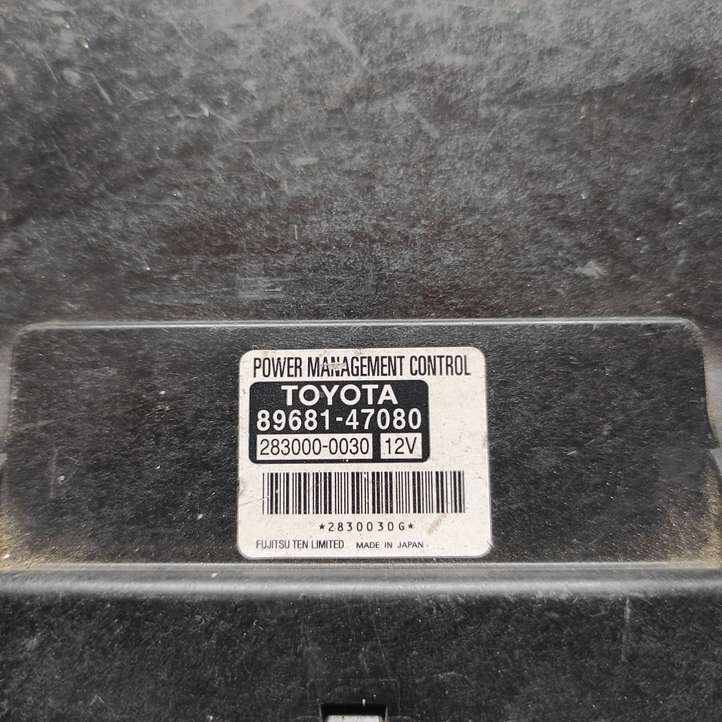 POWER MANAGEMENT CONTROL
TOYOTA
89681-47080
283000-0030 12V
*2830030G*
FUJITSU TEN LIMITED MADE IN JAPAN.